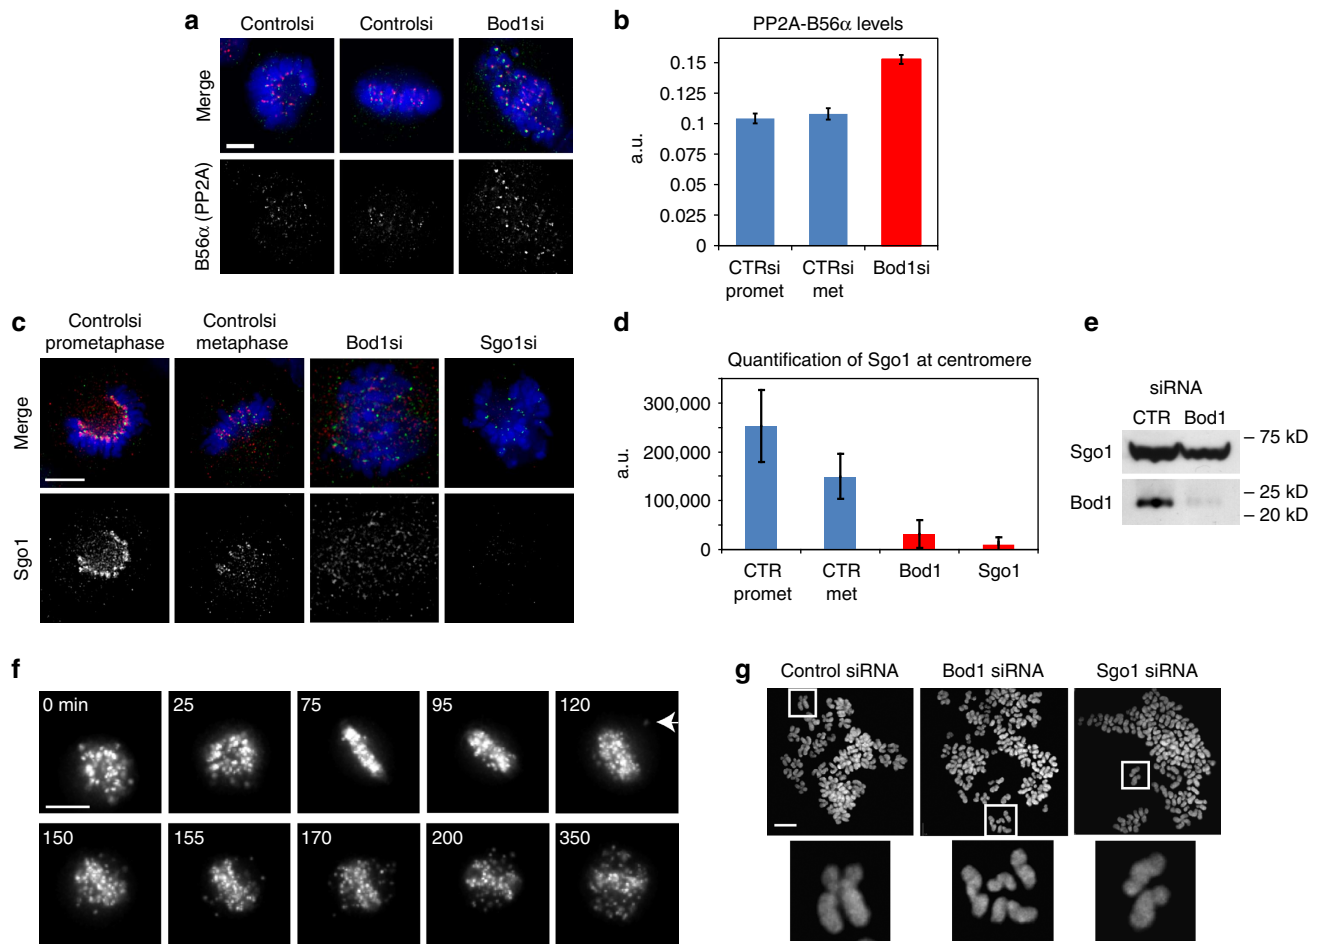 a
Controlsi
Controlsi
Bod1si
Merge
B56α (PP2A)
b
PP2A-B56α levels
a.u.
0.15
0.125
0.1
0.075
0.05
0.025
0
CTRsi promet
CTRsi met
Bod1si
c
Controlsi prometaphase
Controlsi metaphase
Bod1si
Sgo1si
Merge
Sgo1
d
Quantification of Sgo1 at centromere
a.u.
300,000
200,000
100,000
0
CTR promet
CTR met
Bod1
Sgo1
e
siRNA
CTR Bod1
Sgo1
– 75 kD
Bod1
– 25 kD
– 20 kD
f
0 min
25
75
95
120
150
155
170
200
350
g
Control siRNA
Bod1 siRNA
Sgo1 siRNA